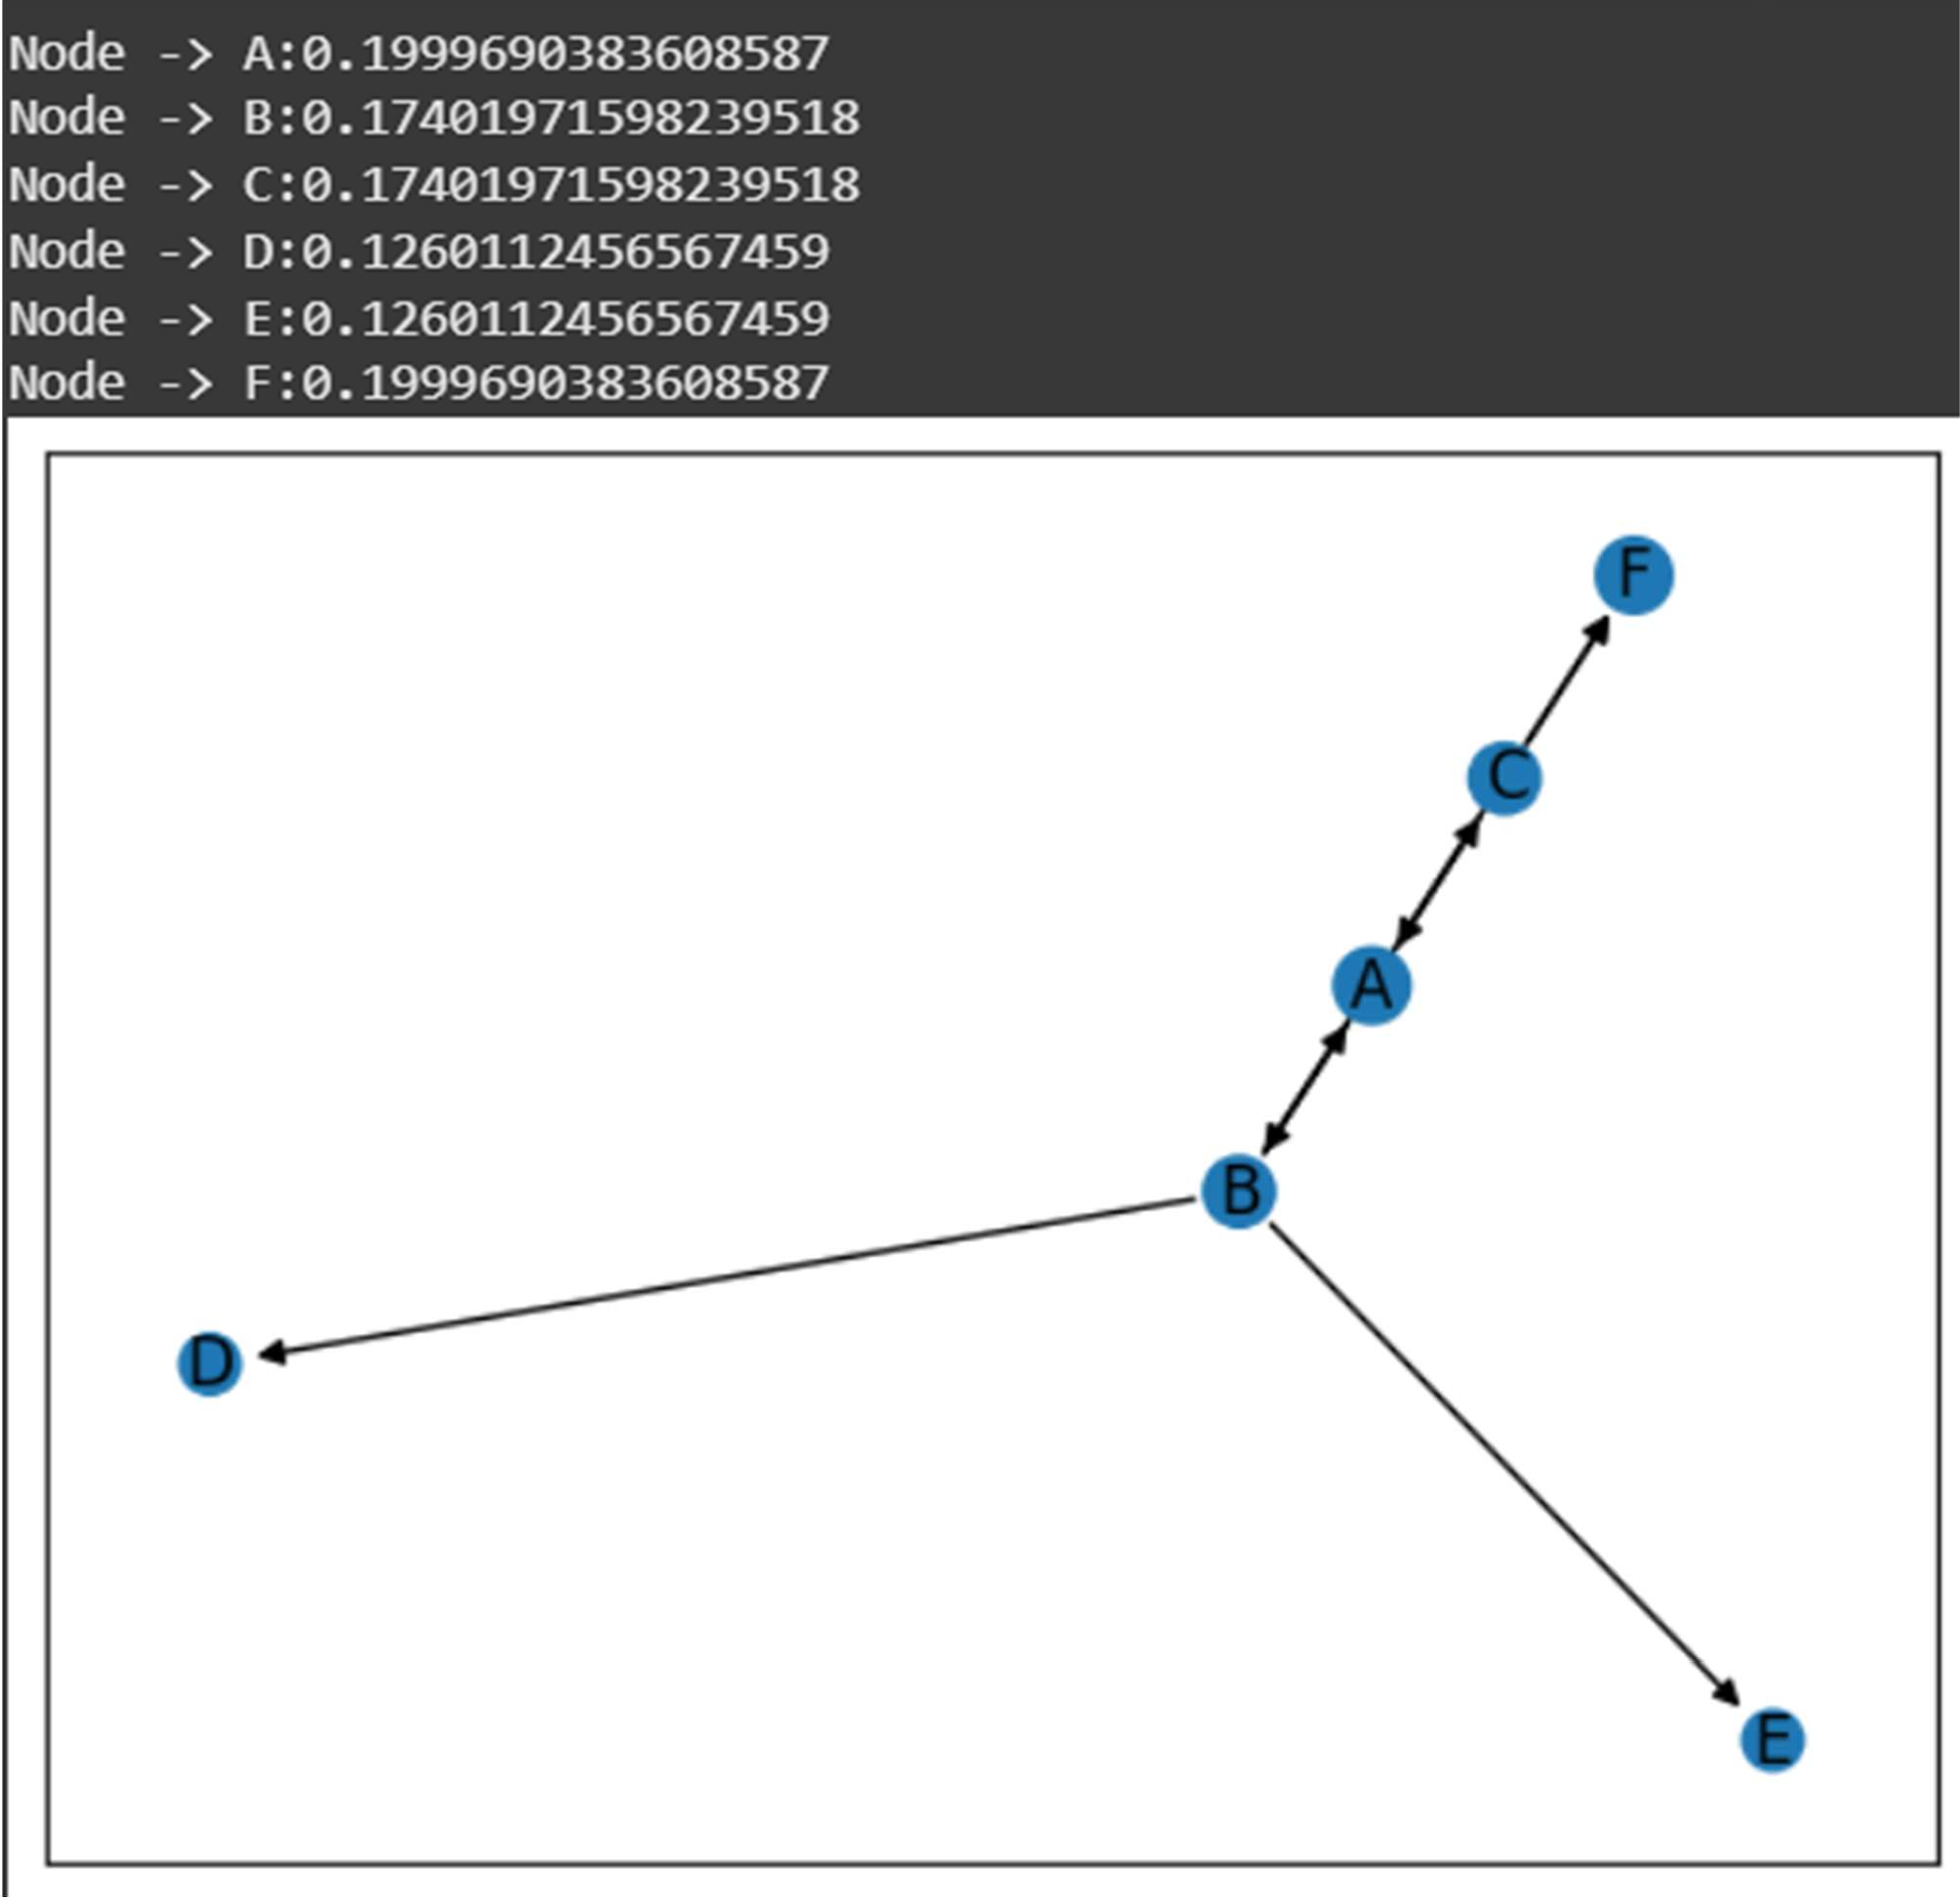 Node -> A:0.1999690383608587
Node -> B:0.17401971598239518
Node -> C:0.17401971598239518
Node -> D:0.1260112456567459
Node -> E:0.1260112456567459
Node -> F:0.1999690383608587
F
C
A
B
D
E